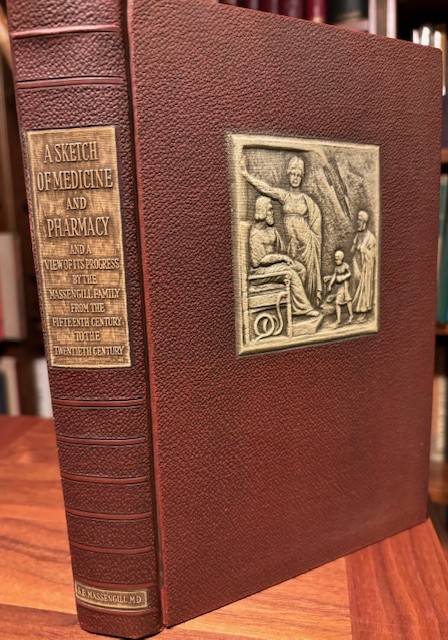 A SKETCH
OF MEDICINE
AND
PHARMACY
AND A
VIEW OF ITS PROGRESS
BY THE
MASSENGILL FAMILY
FROM THE
FIFTEENTH CENTURY
TO THE
TWENTIETH CENTURY
S.E. MASSENGILL, M.D.